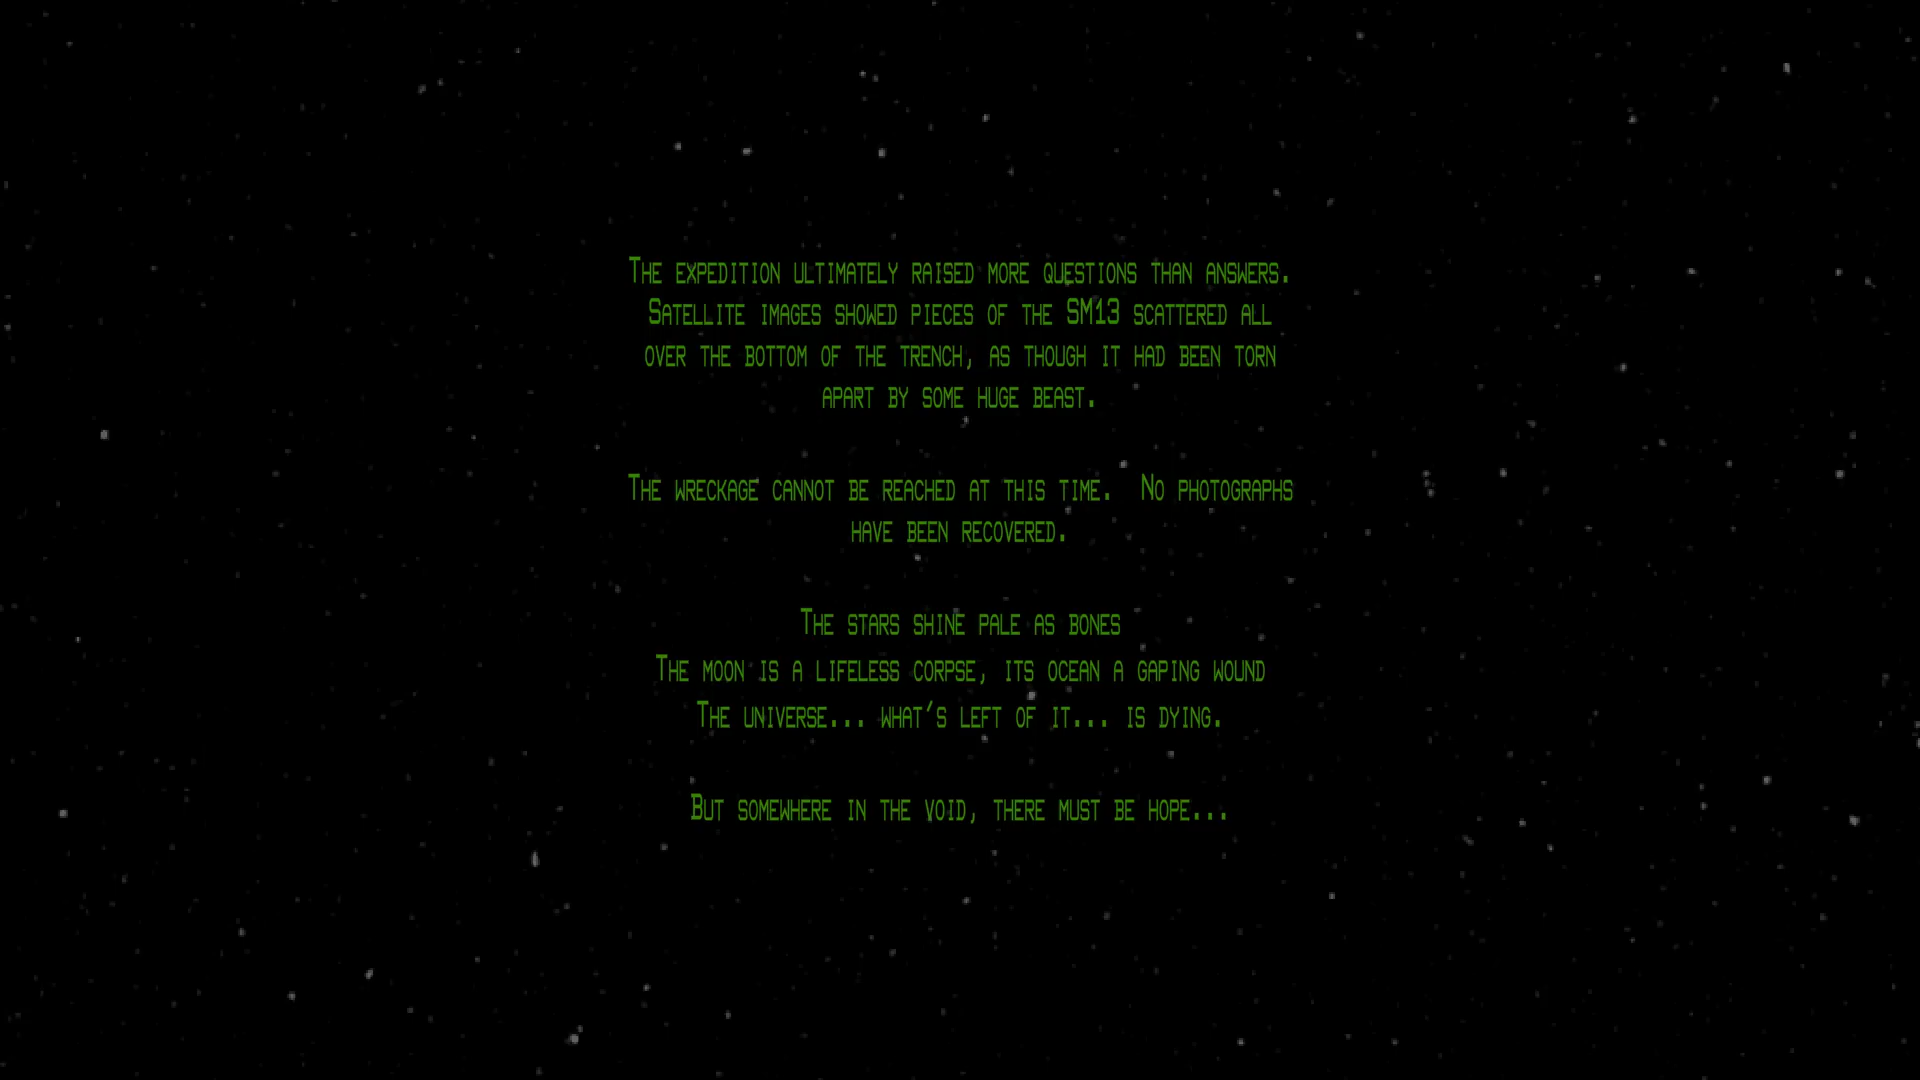 The expedition ultimately raised more questions than answers.
Satellite images showed pieces of the SM13 scattered all
over the bottom of the trench, as though it had been torn
apart by some huge beast.
The wreckage cannot be reached at this time.  No photographs
have been recovered.
The stars shine pale as bones
The moon is a lifeless corpse, its ocean a gaping wound
The universe... what's left of it... is dying.
But somewhere in the void, there must be hope...